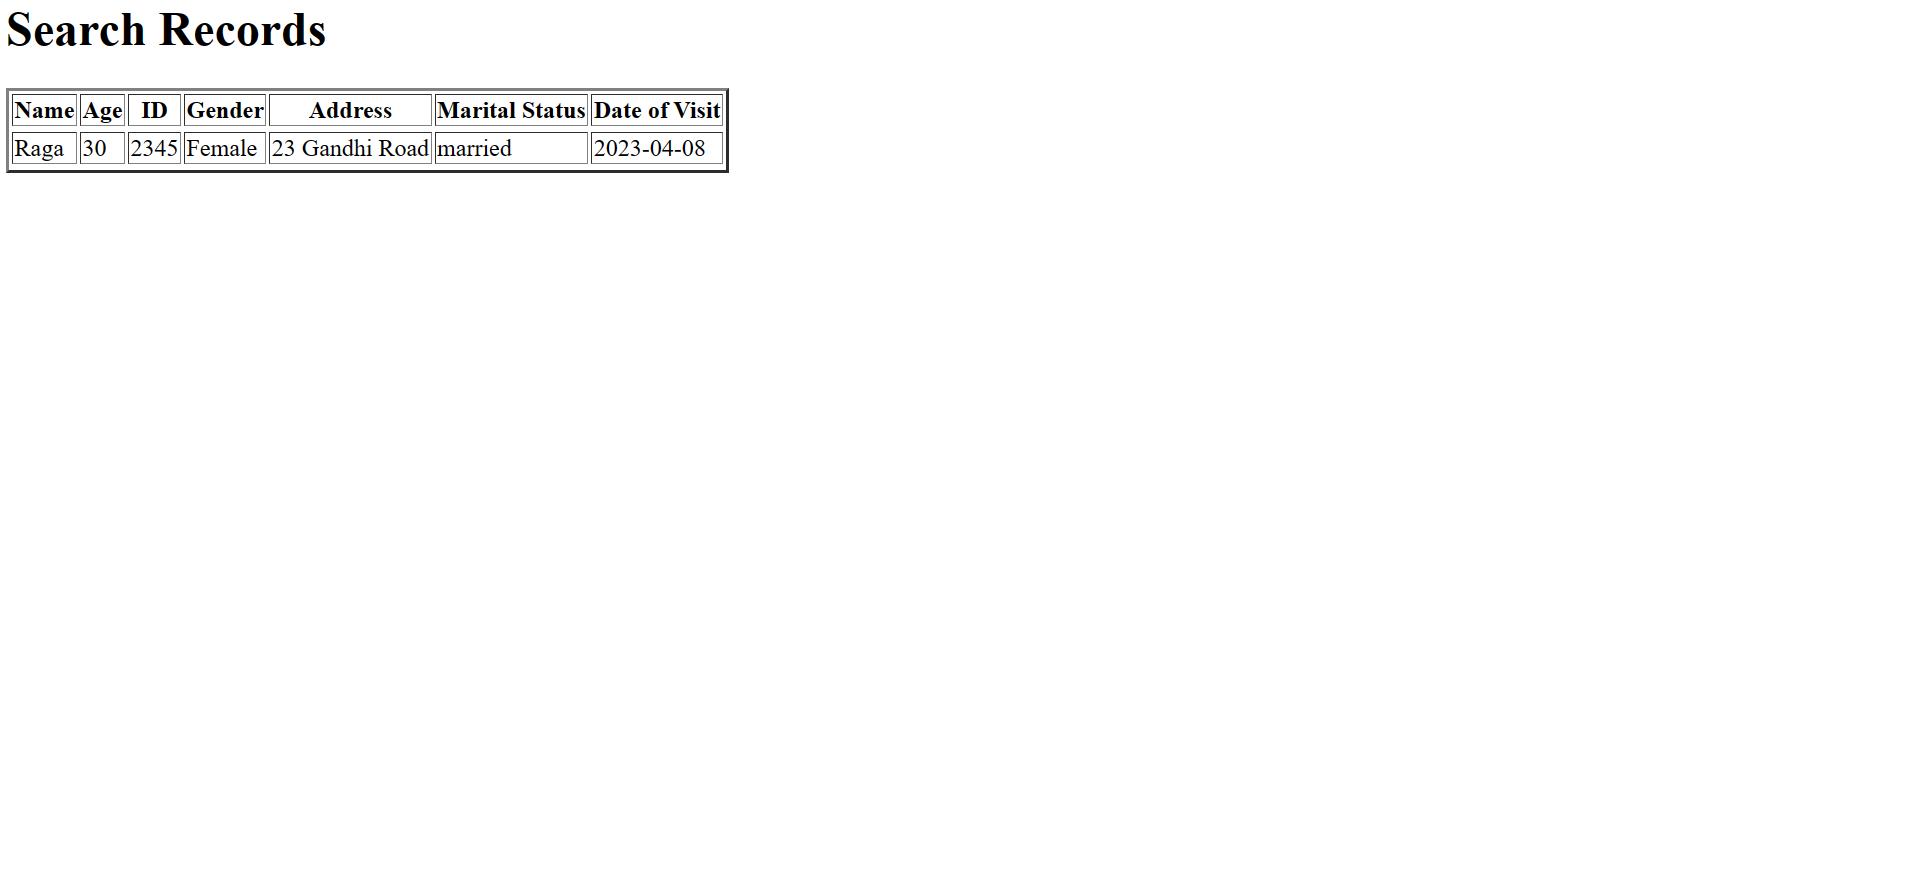 Search Records
Name Age ID Gender Address Marital Status Date of Visit
Raga 30 2345 Female 23 Gandhi Road married 2023-04-08